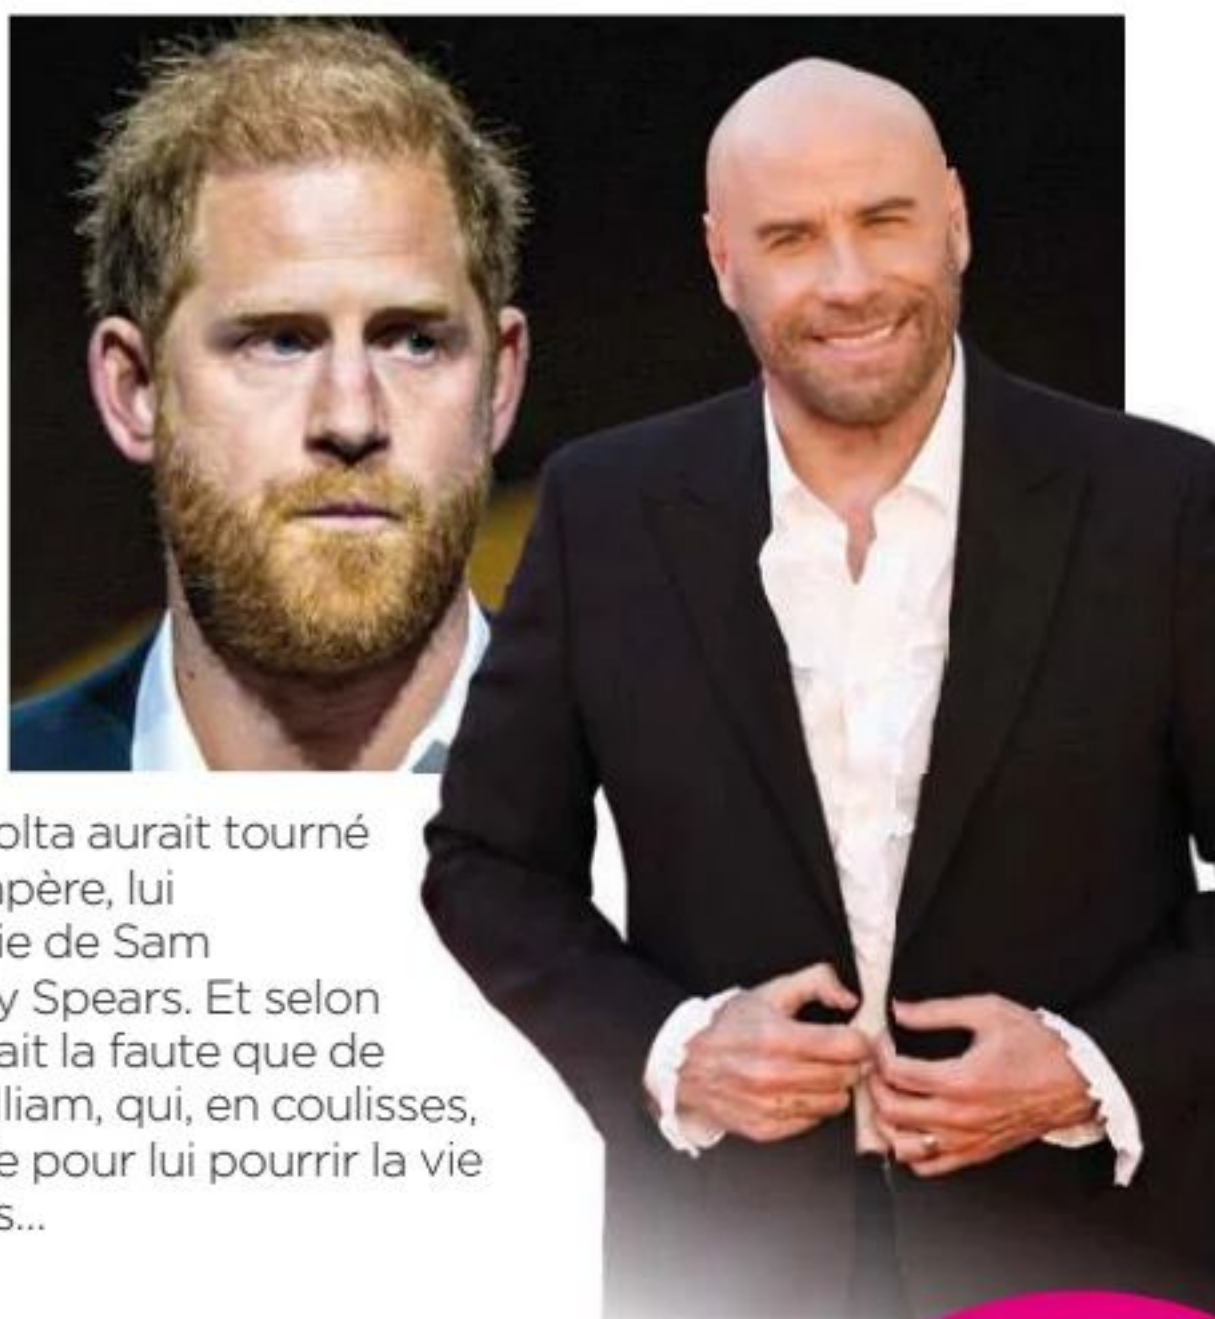 olta aurait tourné
père, lui
ie de Sam
y Spears. Et selon
ait la faute que de
lliam, qui, en coulisses,
e pour lui pourrir la vie
s...